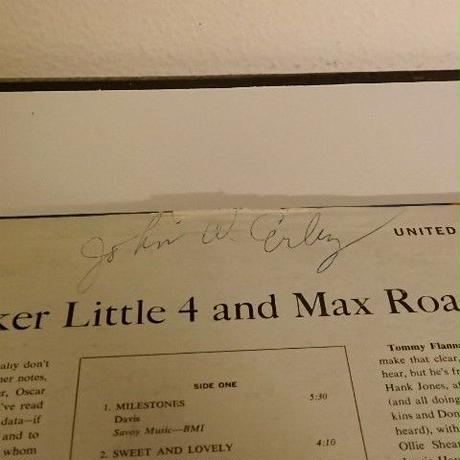 John W. Erley
UNITED
ker Little 4 and Max Roa
ally don't
ner notes,
r, Oscar
've read
data—if
and to
whom
SIDE ONE
1. MILESTONES 5:30
Davis
Savoy Music—BMI
2. SWEET AND LOVELY 4:10
Tommy Flann
make that clear,
hear, but he's fr
Hank Jones, a
(and all doing
kins and Don
heard), with
Ollie Shear